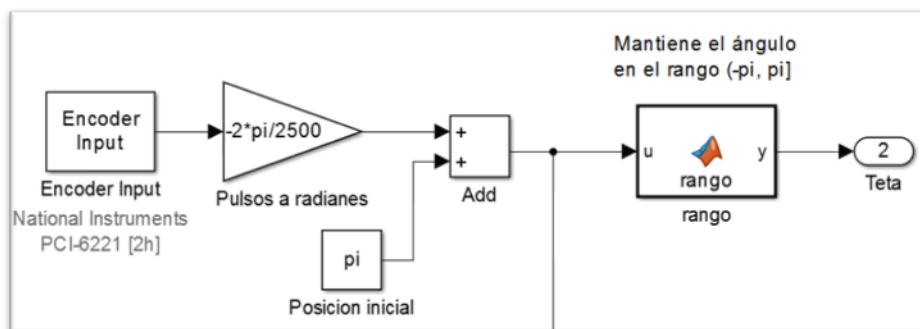 Mantiene el ángulo
en el rango (-pi, pi]
Encoder
Input
-2*pi/2500
+
+
u
y
rango
2
Encoder Input
Pulsos a radianes
Add
rango
Teta
National Instruments
PCI-6221 [2h]
pi
Posicion inicial